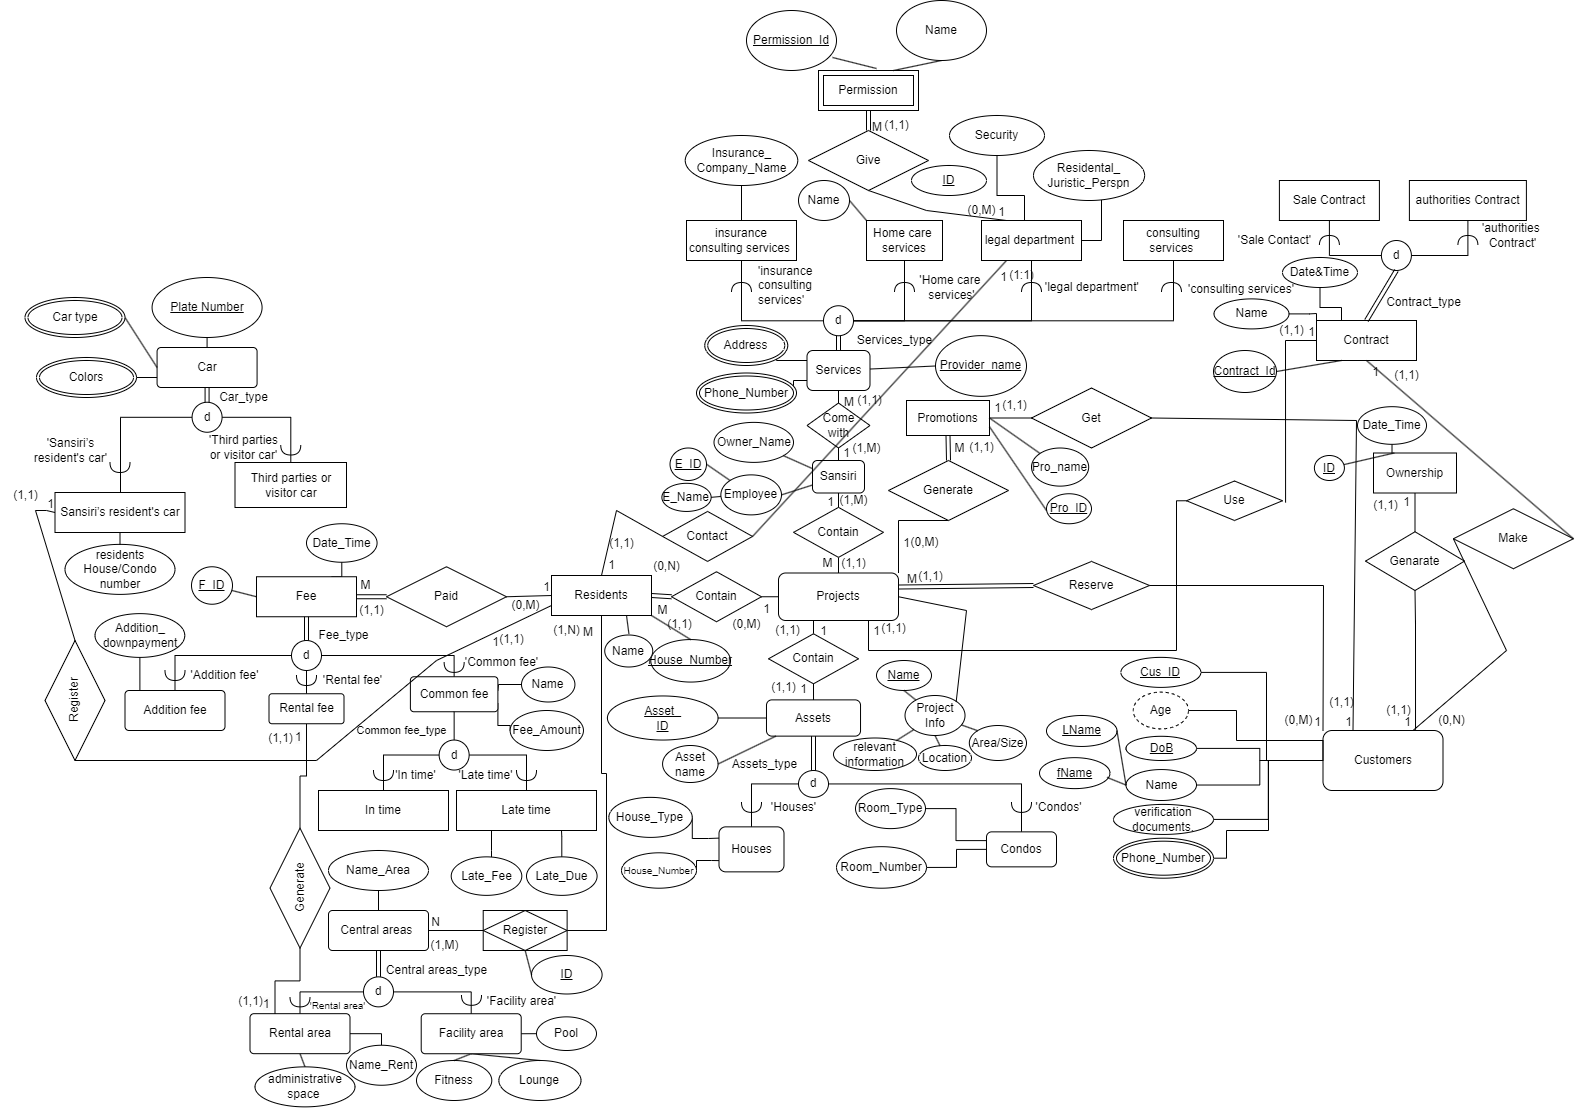 Permission_Id
Name
Permission
M
(1,1)
Give
Security
ID
Residental_
Juristic_Perspn
Insurance_
Company_Name
Name
(0,M)
1
insurance
consulting services
Home care
services
legal department
consulting
services
1
(1:1)
'insurance
consulting
services'
'Home care
services'
'legal department'
'consulting services'
d
Services_type
Sale Contract
authorities Contract
'Sale Contact'
'authorities
Contract'
d
Date&Time
Contract_type
Name
(1,1)
1
Contract
Contract_Id
1
(1,1)
Plate Number
Car type
Colors
Car
Car_type
d
'Sansiri's
resident's car'
'Third parties
or visitor car'
Third parties or
visitor car
(1,1)
1
Sansiri's resident's car
residents
House/Condo
number
Register
Address
Phone_Number
Services
Provider_name
M
(1,1)
Come
with
1
(1,M)
Owner_Name
E_ID
E_Name
Employee
Sansiri
1
(1,M)
Contain
M
(1,1)
Promotions
1
(1,1)
Get
M
(1,1)
Pro_name
Generate
Pro_ID
1
(0,M)
Use
Date_Time
ID
Ownership
(1,1)
1
Genarate
Make
Date_Time
F_ID
Fee
M
(1,1)
Paid
1
(0,M)
Contact
(1,1)
1
(0,N)
Residents
Contain
M
(1,1)
1
(0,M)
Projects
M
(1,1)
Reserve
(1,N)
M
1
(1,1)
Name
House_Number
(1,1)
1
1
(1,1)
Contain
(1,1)
1
Assets
Asset_
ID
Asset
name
Assets_type
d
'Houses'
'Condos'
House_Type
House_Number
Houses
Room_Type
Room_Number
Condos
Name
Project
Info
relevant
information
Location
Area/Size
Cus_ID
Age
LName
DoB
fName
Name
verification
documents.
Phone_Number
(0,M)
1
(1,1)
1
(1,1)
1
(0,N)
Customers
Fee_type
d
Addition_
downpayment
'Addition fee'
'Rental fee'
'Common fee'
Addition fee
Rental fee
Common fee
Name
Fee_Amount
(1,1)
1
Common fee_type
d
'In time'
'Late time'
In time
Late time
Late_Fee
Late_Due
Generate
Name_Area
Central areas
N
(1,M)
Register
ID
Central areas_type
d
(1,1)
1
'Rental area'
'Facility area'
Rental area
Facility area
Pool
Name_Rent
administrative
space
Fitness
Lounge